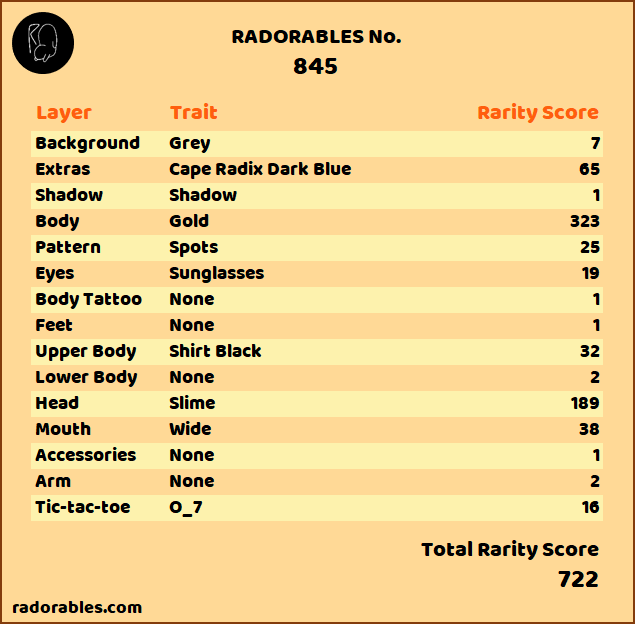 RADORABLES No.
845
Layer Trait Rarity Score
Background Grey 7
Extras Cape Radix Dark Blue 65
Shadow Shadow 1
Body Gold 323
Pattern Spots 25
Eyes Sunglasses 19
Body Tattoo None 1
Feet None 1
Upper Body Shirt Black 32
Lower Body None 2
Head Slime 189
Mouth Wide 38
Accessories None 1
Arm None 2
Tic-tac-toe O_7 16
Total Rarity Score
722
radorables.com